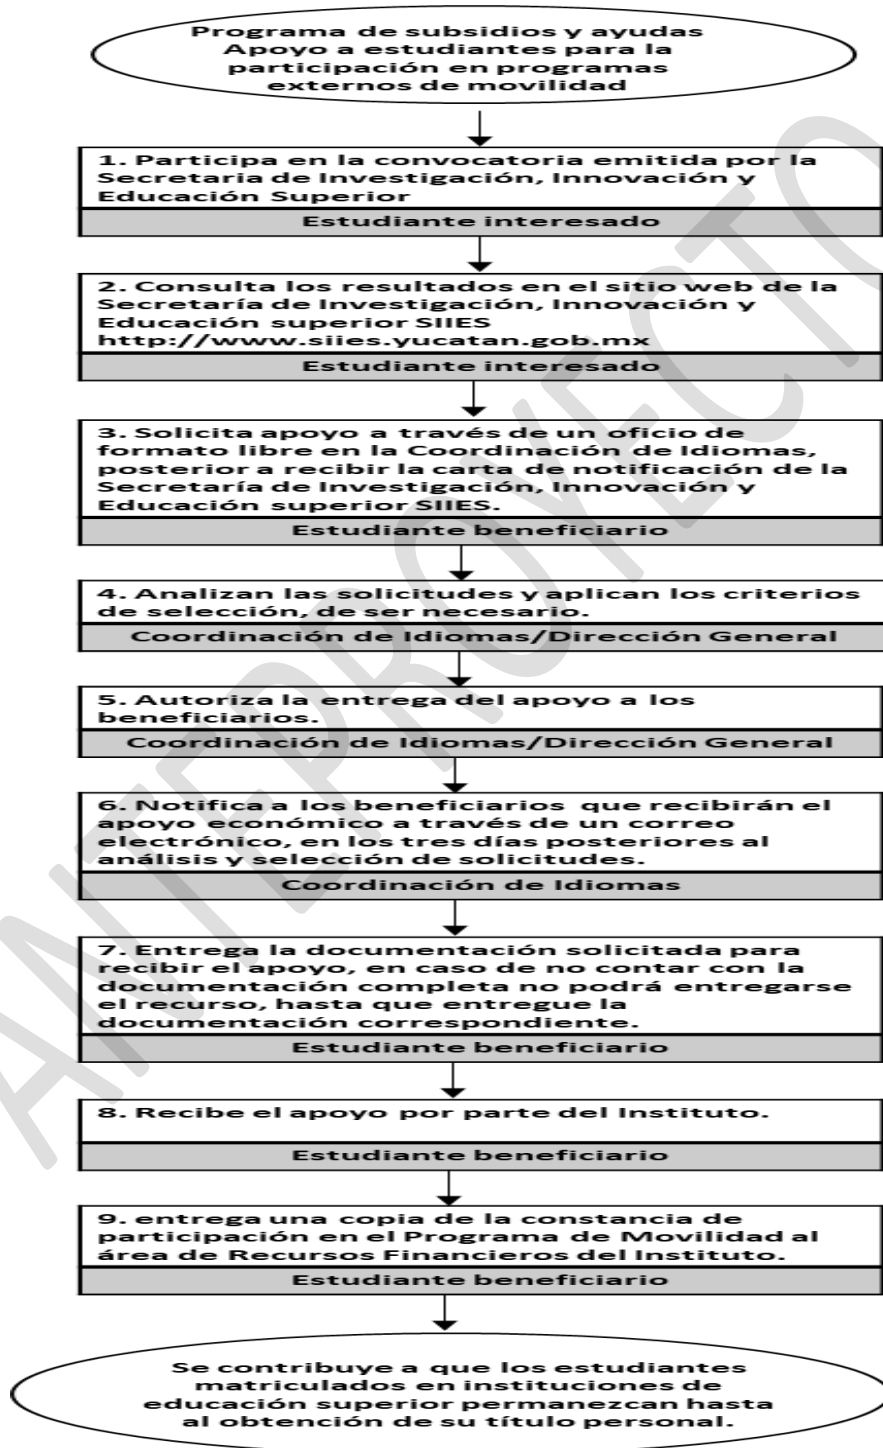 Programa de subsidios y ayudas
Apoyo a estudiantes para la
participación en programas
externos de movilidad
1. Participa en la convocatoria emitida por la
Secretaria de Investigación, Innovación y
Educación Superior
Estudiante interesado
2. Consulta los resultados en el sitio web de la
Secretaría de Investigación, Innovación y
Educación superior SIIES
http://www.siies.yucatan.gob.mx
Estudiante interesado
3. Solicita apoyo a través de un oficio de
formato libre en la Coordinación de Idiomas,
posterior a recibir la carta de notificación de la
Secretaría de Investigación, Innovación y
Educación superior SIIES.
Estudiante beneficiario
4. Analizan las solicitudes y aplican los criterios
de selección, de ser necesario.
Coordinación de Idiomas/Dirección General
5. Autoriza la entrega del apoyo a los
beneficiarios.
Coordinación de Idiomas/Dirección General
6. Notifica a los beneficiarios que recibirán el
apoyo económico a través de un correo
electrónico, en los tres días posteriores al
análisis y selección de solicitudes.
Coordinación de Idiomas
7. Entrega la documentación solicitada para
recibir el apoyo, en caso de no contar con la
documentación completa no podrá entregarse
el recurso, hasta que entregue la
documentación correspondiente.
Estudiante beneficiario
8. Recibe el apoyo por parte del Instituto.
Estudiante beneficiario
9. entrega una copia de la constancia de
participación en el Programa de Movilidad al
área de Recursos Financieros del Instituto.
Estudiante beneficiario
Se contribuye a que los estudiantes
matriculados en instituciones de
educación superior permanezcan hasta
al obtención de su título personal.
ANTEPROYECTO